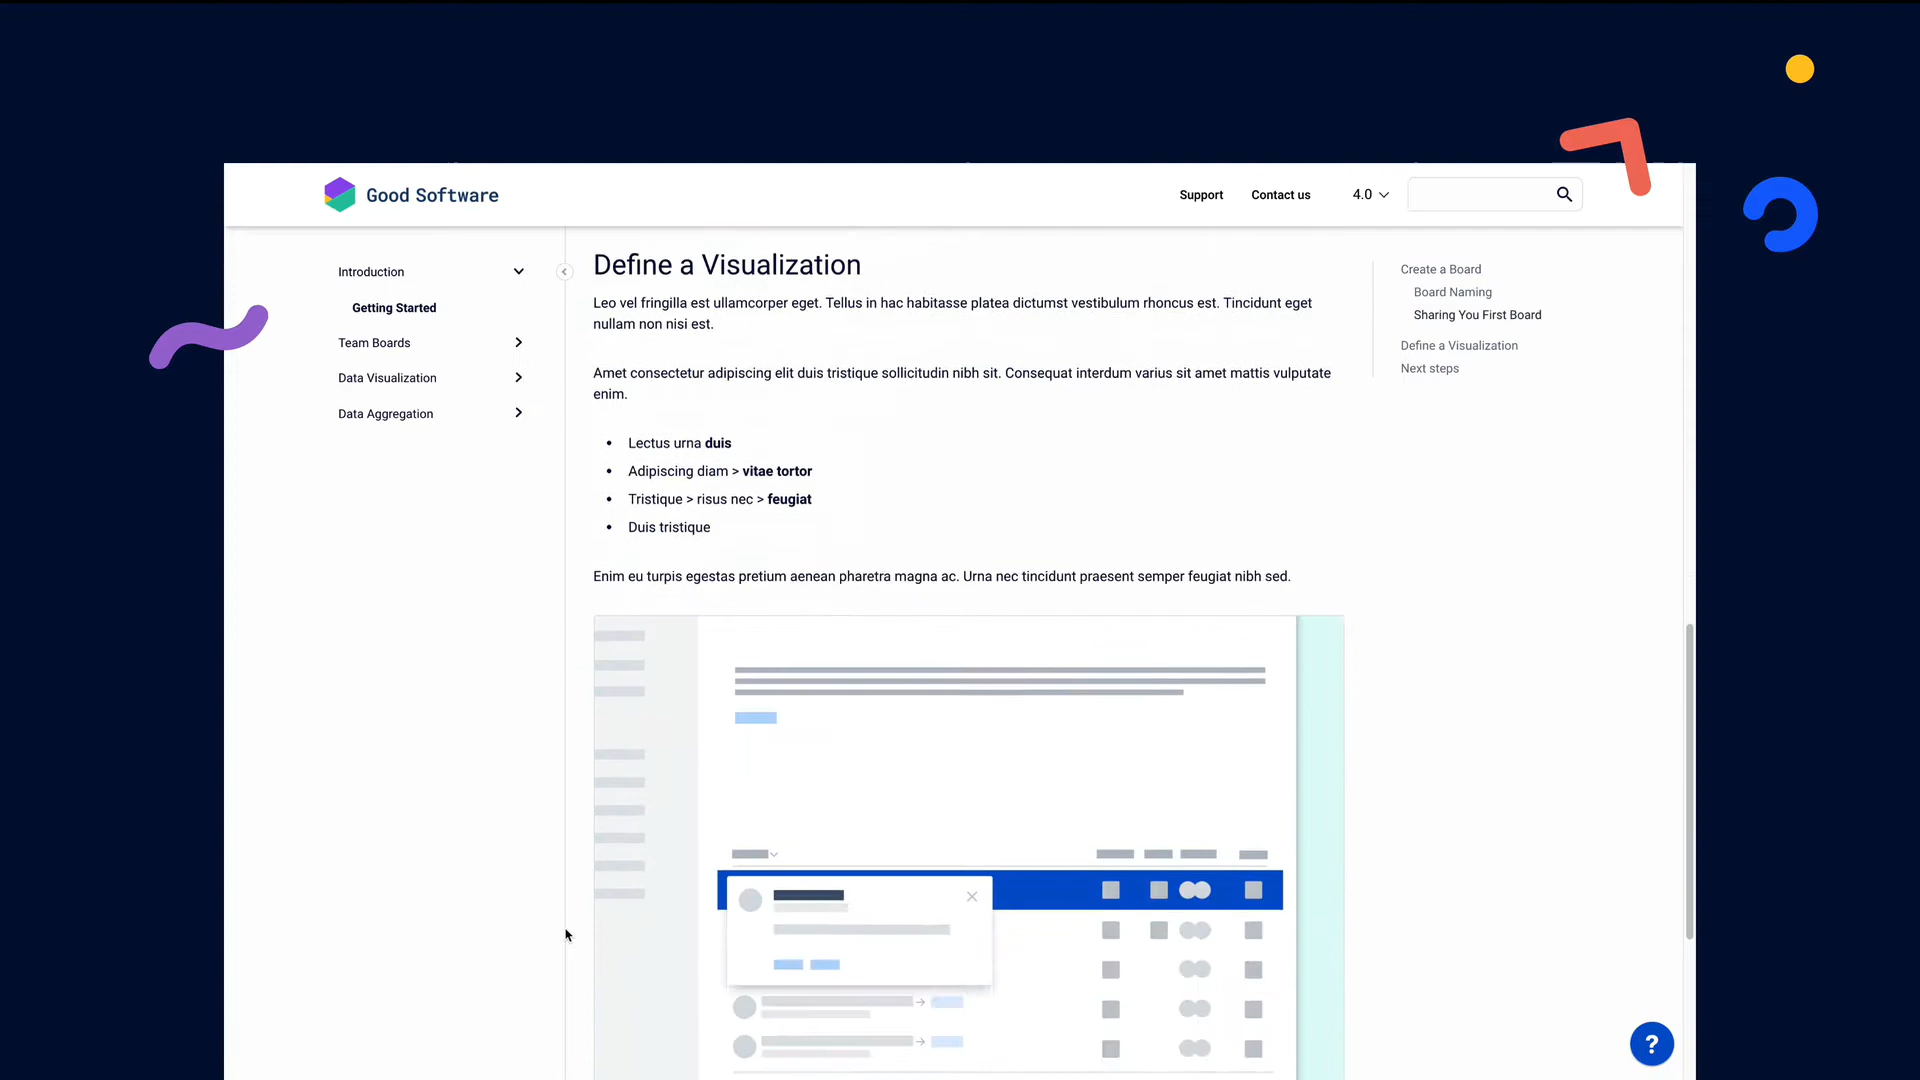 Good Software
Support
Contact us
4.0
Introduction
Getting Started
Team Boards
Data Visualization
Data Aggregation
Define a Visualization
Leo vel fringilla est ullamcorper eget. Tellus in hac habitasse platea dictumst vestibulum rhoncus est. Tincidunt eget
nullam non nisi est.
Amet consectetur adipiscing elit duis tristique sollicitudin nibh sit. Consequat interdum varius sit amet mattis vulputate
enim.
• Lectus urna duis
• Adipiscing diam > vitae tortor
• Tristique > risus nec > feugiat
• Duis tristique
Enim eu turpis egestas pretium aenean pharetra magna ac. Urna nec tincidunt praesent semper feugiat nibh sed.
Create a Board
Board Naming
Sharing You First Board
Define a Visualization
Next steps
?